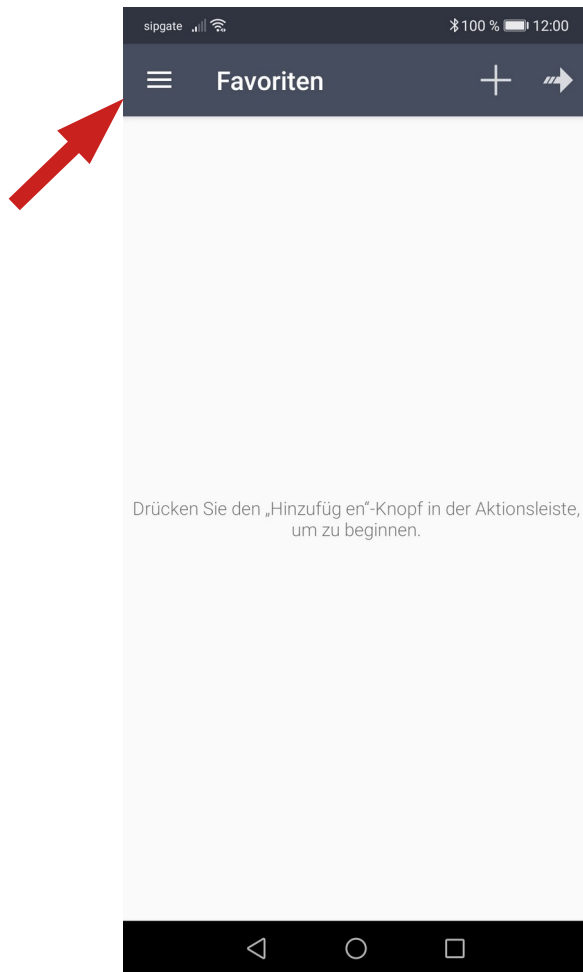 sipgate 100 % 12:00
Favoriten
Drücken Sie den „Hinzufüg en“-Knopf in der Aktionsleiste,
um zu beginnen.